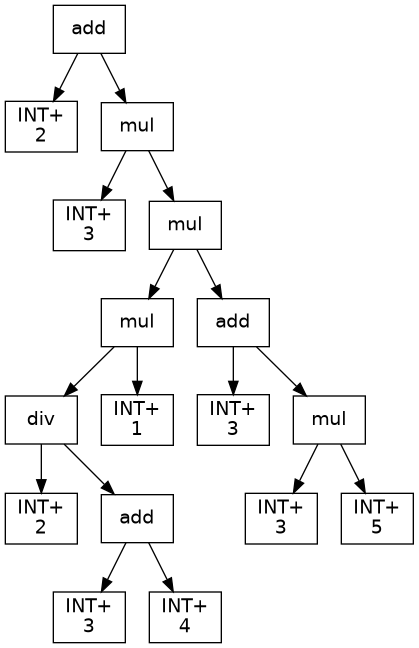 add
INT+
2
mul
INT+
3
mul
mul
add
div
INT+
1
INT+
3
mul
INT+
2
add
INT+
3
INT+
5
INT+
3
INT+
4